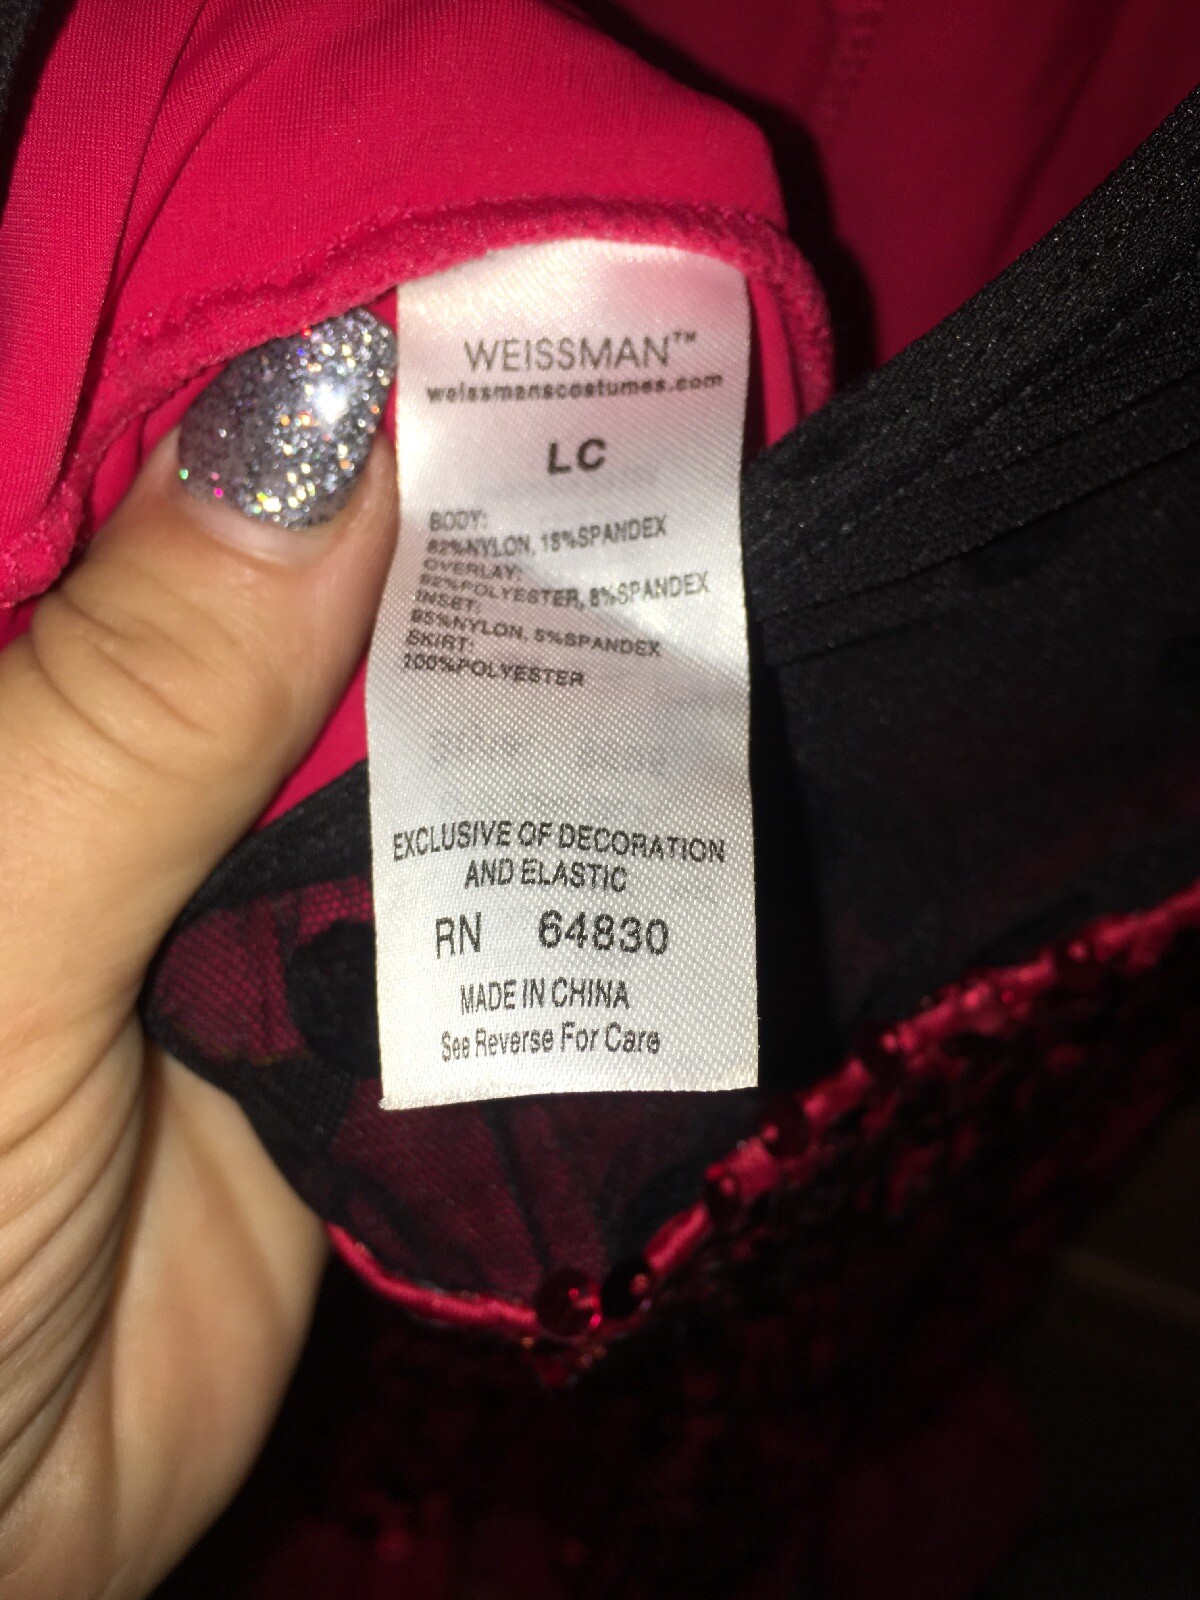 WEISSMAN™
weissmanscostumes.com
LC
BODY:
82%NYLON, 18%SPANDEX
OVERLAY:
92%POLYESTER, 8%SPANDEX
INSET:
95%NYLON, 5%SPANDEX
SKIRT:
100%POLYESTER
EXCLUSIVE OF DECORATION
AND ELASTIC
RN 64830
MADE IN CHINA
See Reverse For Care